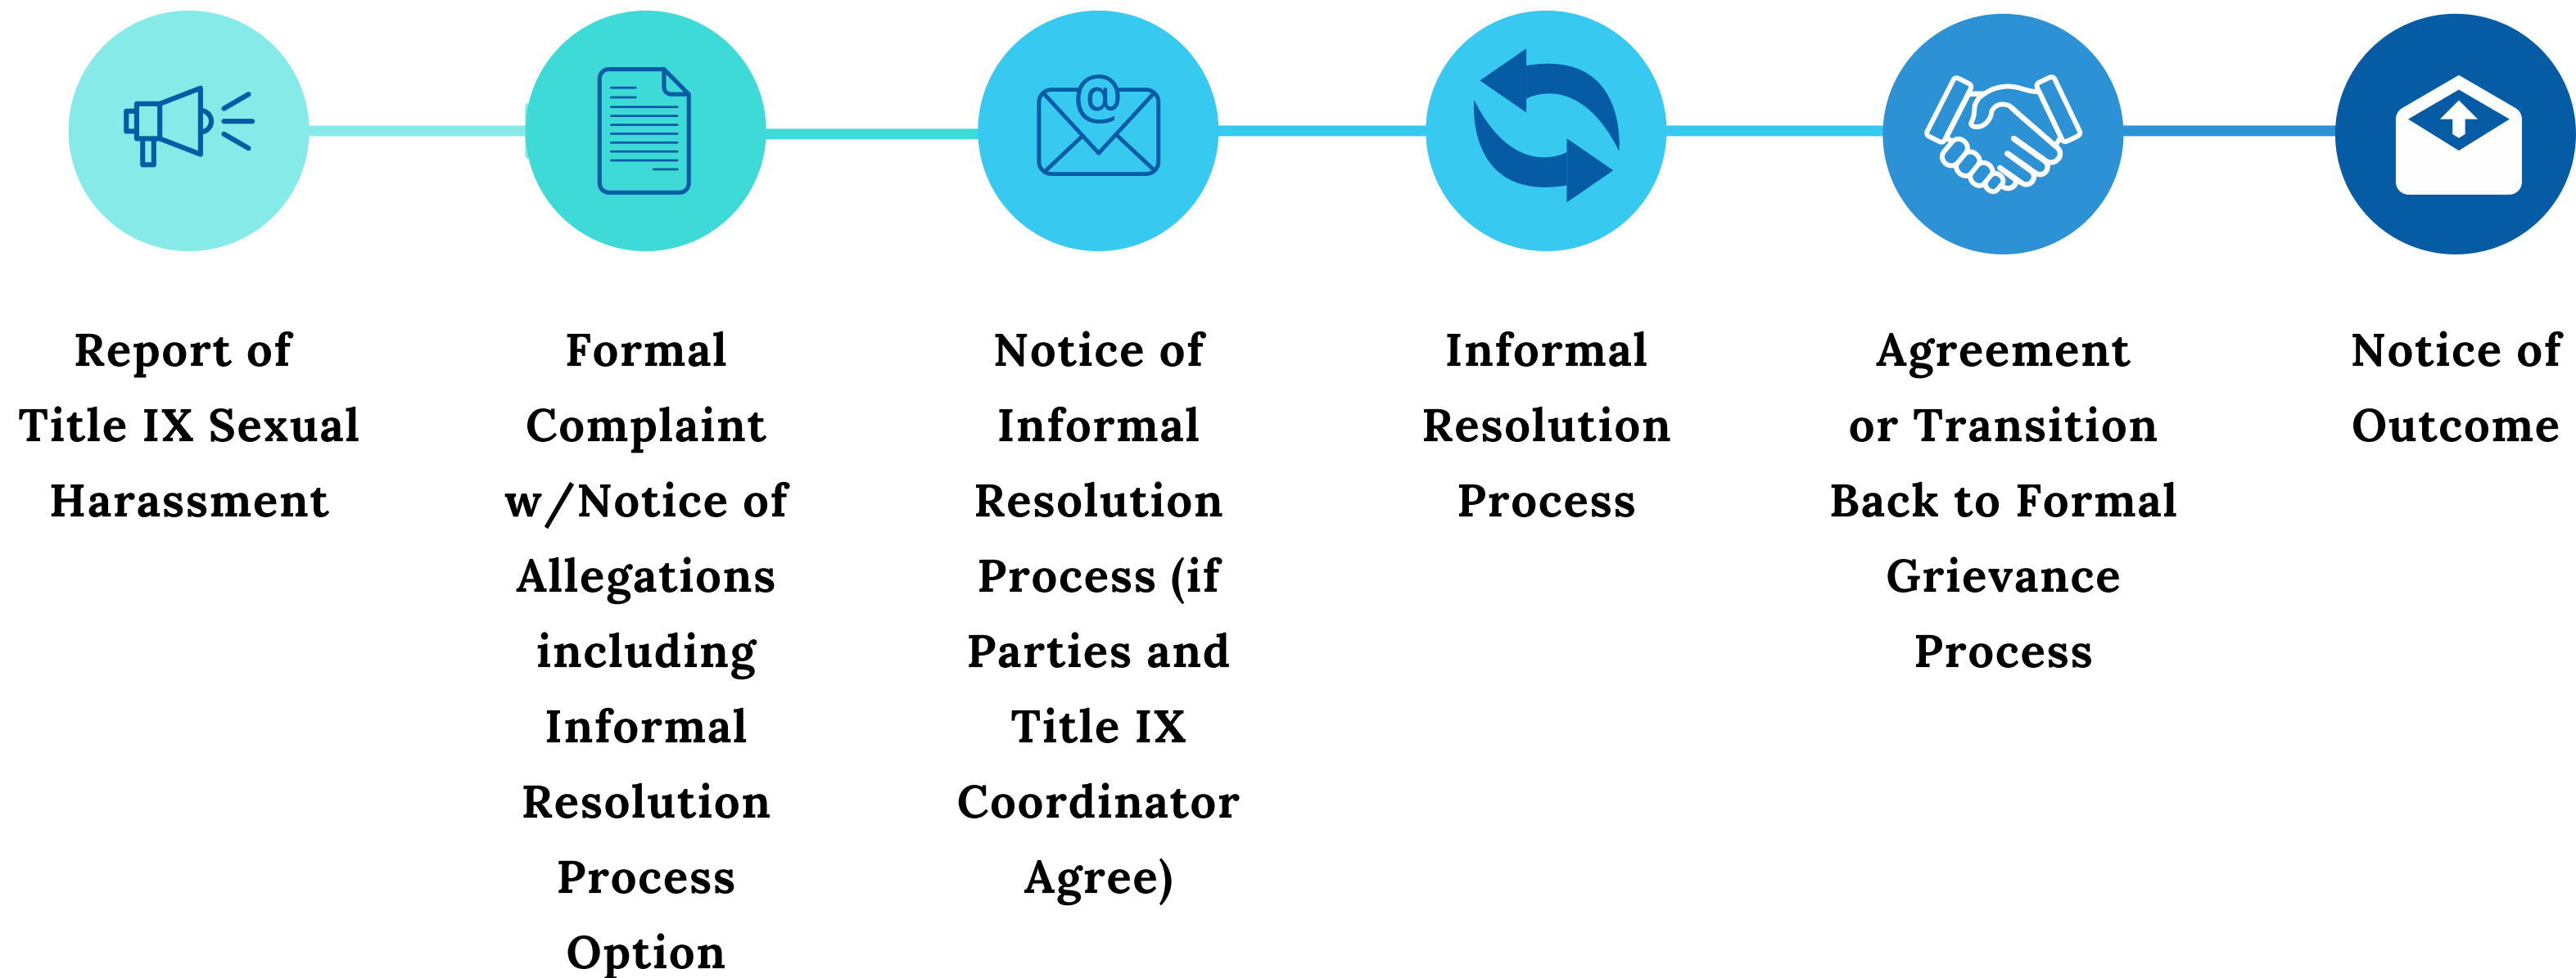 @
Report of
Title IX Sexual
Harassment
Formal
Complaint
w/Notice of
Allegations
including
Informal
Resolution
Process
Option
Notice of
Informal
Resolution
Process (if
Parties and
Title IX
Coordinator
Agree)
Informal
Resolution
Process
Agreement
or Transition
Back to Formal
Grievance
Process
Notice of
Outcome